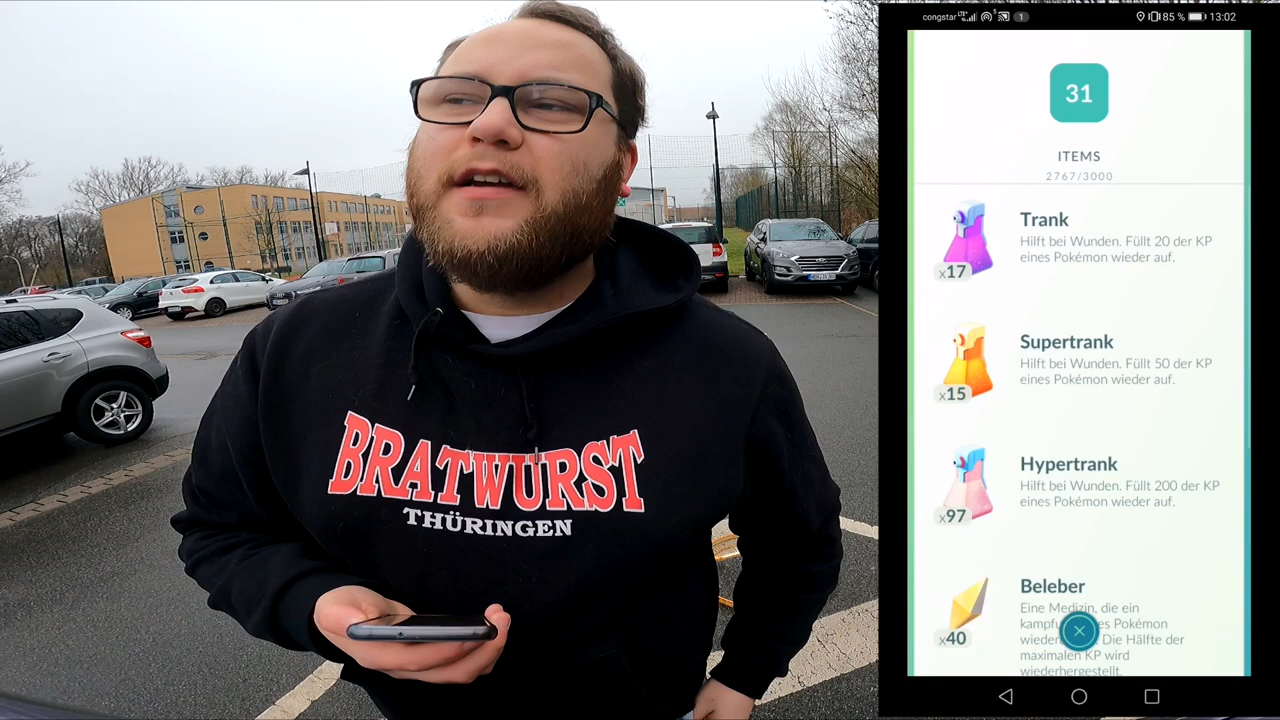 BRATWURST
THÜRINGEN
congstar
1
85 %
13:02
31
ITEMS
2767/3000
Trank
Hilft bei Wunden. Füllt 20 der KP
eines Pokémon wieder auf.
x17
Supertrank
Hilft bei Wunden. Füllt 50 der KP
eines Pokémon wieder auf.
x15
Hypertrank
Hilft bei Wunden. Füllt 200 der KP
eines Pokémon wieder auf.
x97
Beleber
Eine Medizin, die ein
Pokémon
Die Hälfte der
maximalen KP wird
wiederhergestellt.
x40